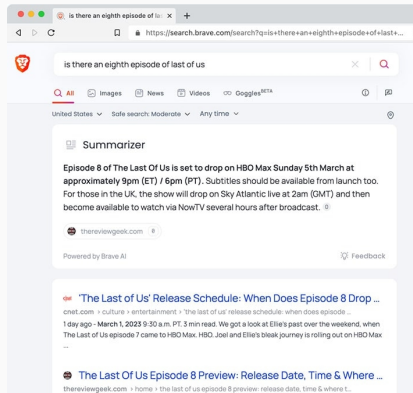 is there an eighth episode of las
https://search.brave.com/search?q=is+there+an+eighth+episode+of+last+...
is there an eighth episode of last of us
All Images News Videos Goggles BETA
United States Safe search: Moderate Any time
Summarizer
Episode 8 of The Last Of Us is set to drop on HBO Max Sunday 5th March at
approximately 9pm (ET) / 6pm (PT). Subtitles should be available from launch too.
For those in the UK, the show will drop on Sky Atlantic live at 2am (GMT) and then
become available to watch via NowTV several hours after broadcast. 0
thereviewgeek.com
Powered by Brave AI Feedback
'The Last of Us' Release Schedule: When Does Episode 8 Drop ...
cnet.com › culture › entertainment › 'the last of us' release schedule: when does episode ...
1 day ago - March 1, 2023 9:30 a.m. PT. 3 min read. We got a look at Ellie's past over the weekend, when
The Last of Us episode 7 came to HBO Max. HBO. Joel and Ellie's bleak journey is rolling out on HBO Max
...
The Last Of Us Episode 8 Preview: Release Date, Time & Where ...
thereviewgeek.com › home › the last of us episode 8 preview: release date, time & where t...